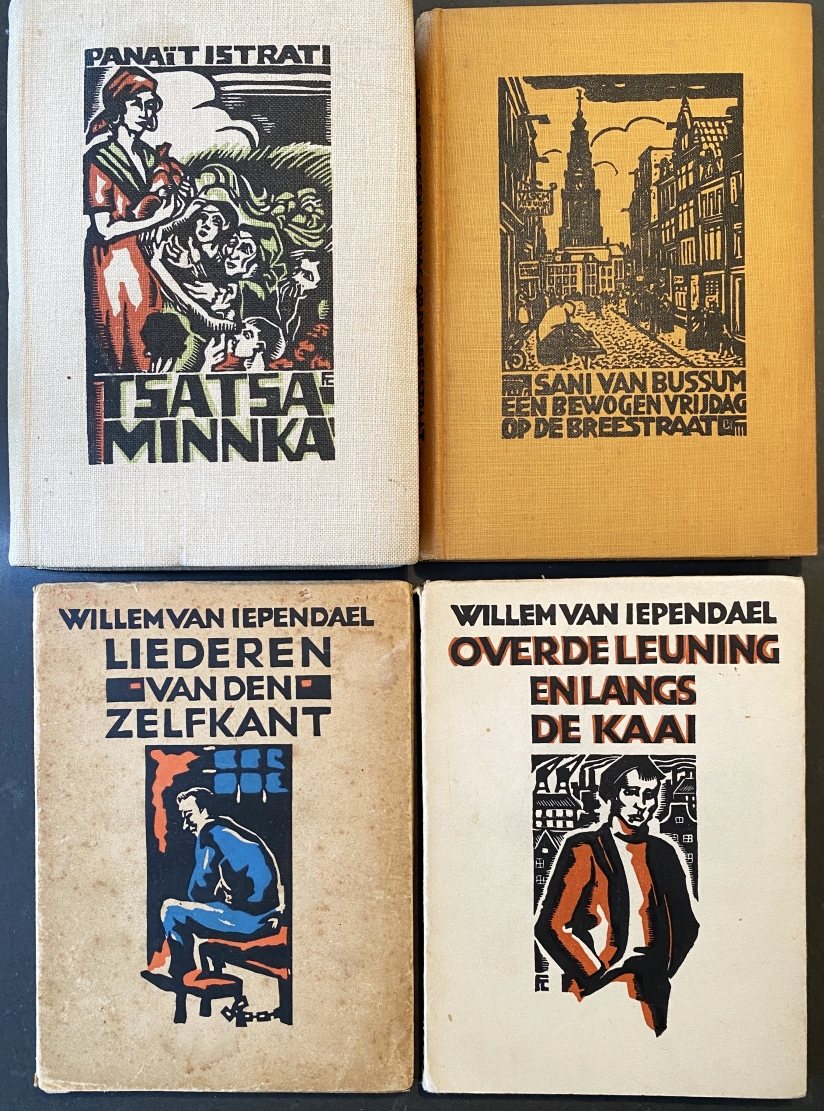 PANAÏT ISTRATI
TSATSA
MINNKA
SANI VAN BUSSUM
EEN BEWOGEN VRIJDAG
OP DE BREESTRAAT
WILLEM VAN IEPENDAEL
LIEDEREN
VAN DEN
ZELFKANT
WILLEM VAN IEPENDAEL
OVER DE LEUNING
EN LANGS
DE KAAI